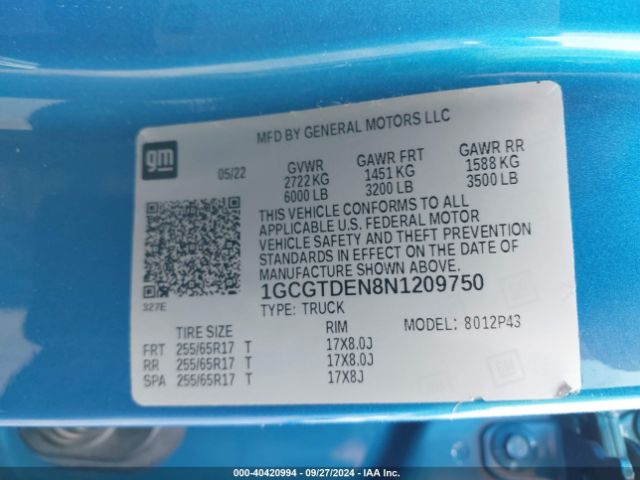 MFD BY GENERAL MOTORS LLC
gm
05/22
GVWR GAWR FRT GAWR RR
2722 KG 1451 KG 1588 KG
6000 LB 3200 LB 3500 LB
THIS VEHICLE CONFORMS TO ALL
APPLICABLE U.S. FEDERAL MOTOR
VEHICLE SAFETY AND THEFT PREVENTION
STANDARDS IN EFFECT ON THE DATE OF
MANUFACTURE SHOWN ABOVE.
1GCGTDEN8N1209750
327E
TYPE: TRUCK
TIRE SIZE RIM MODEL: 8012P43
FRT 255/65R17 T 17X8.0J
RR 255/65R17 T 17X8.0J
SPA 255/65R17 T 17X8J
GM
GM
000-40420994 - 09/27/2024 - IAA Inc.